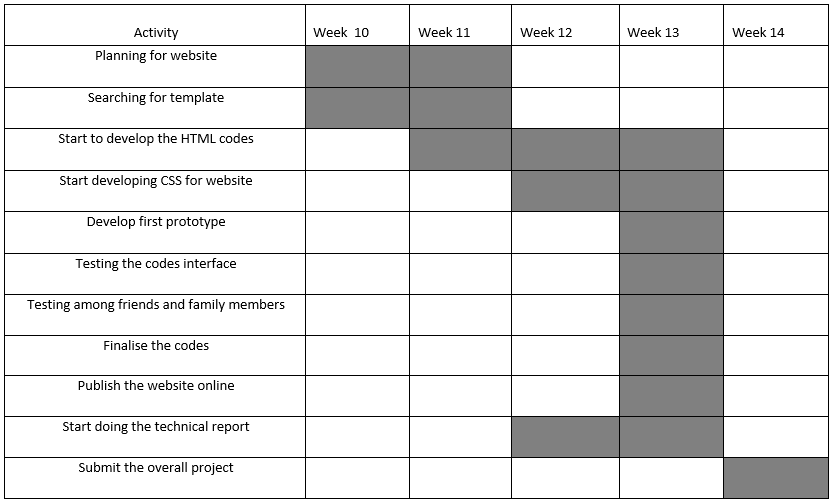 Activity Week 10 Week 11 Week 12 Week 13 Week 14
Planning for website
Searching for template
Start to develop the HTML codes
Start developing CSS for website
Develop first prototype
Testing the codes interface
Testing among friends and family members
Finalise the codes
Publish the website online
Start doing the technical report
Submit the overall project